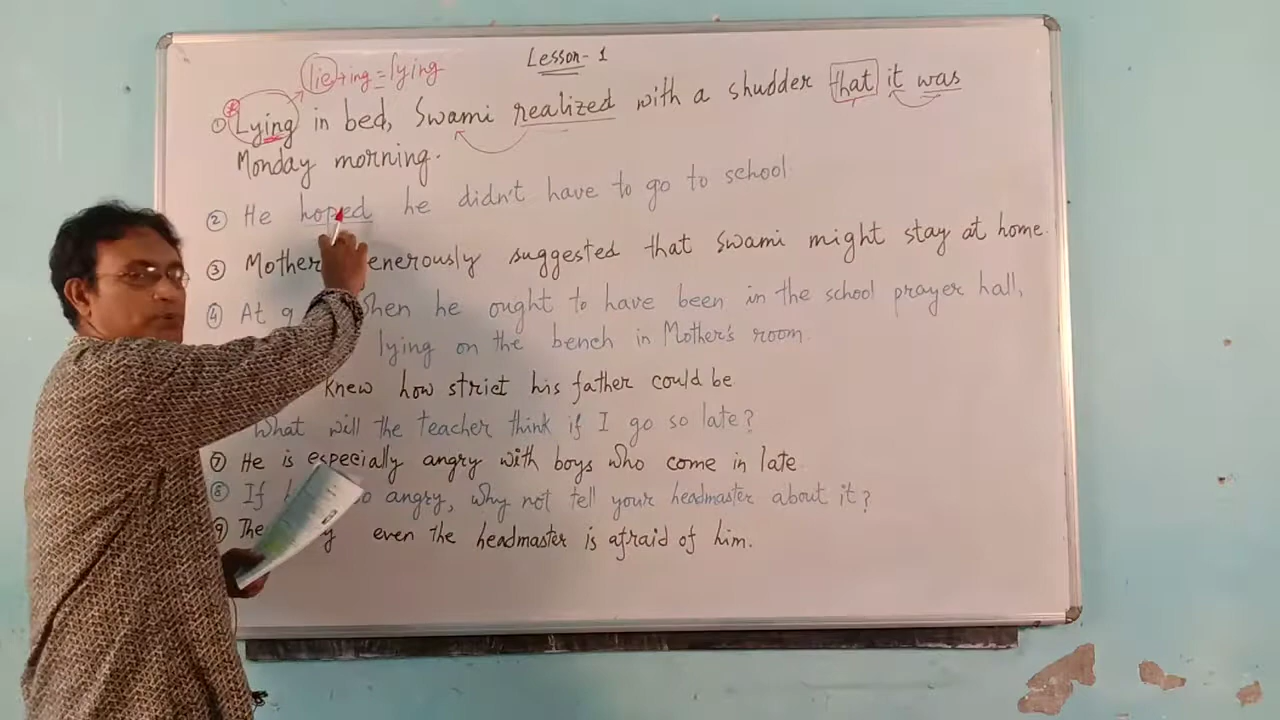 Lesson-1
lie+ing=lying
① Lying in bed, Swami realized with a shudder that it was
Monday morning.
② He hoped he didn't have to go to school
③ Mother enerously suggested that Swami might stay at home.
④ At 9 he ought to have been in the school prayer hall,
lying on the bench in Mother's room.
knew how strict his father could be
What will the teacher think if I go so late?
⑦ He is especially angry with boys who come in late
⑧ If angry, why not tell your headmaster about it?
⑨ The even the headmaster is afraid of him.